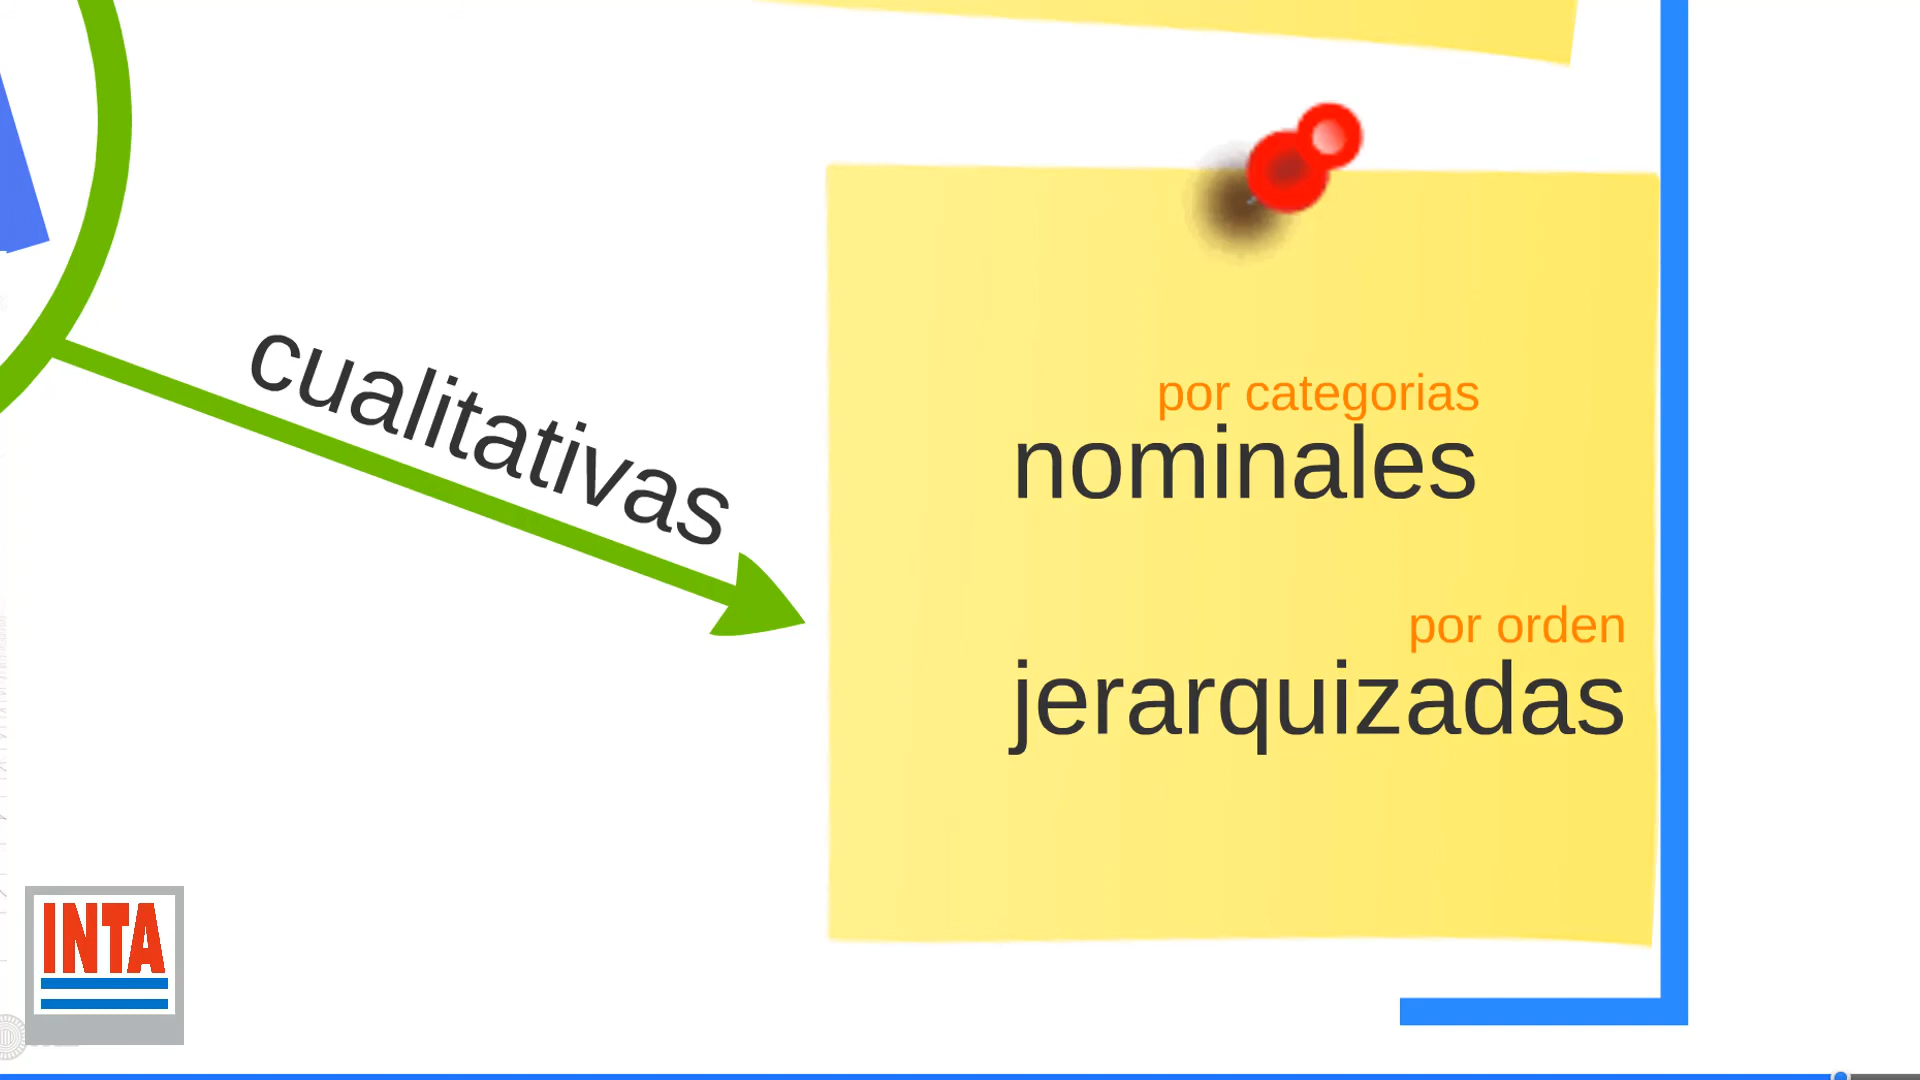 cualitativas
por categorias
nominales
por orden
jerarquizadas
INTA